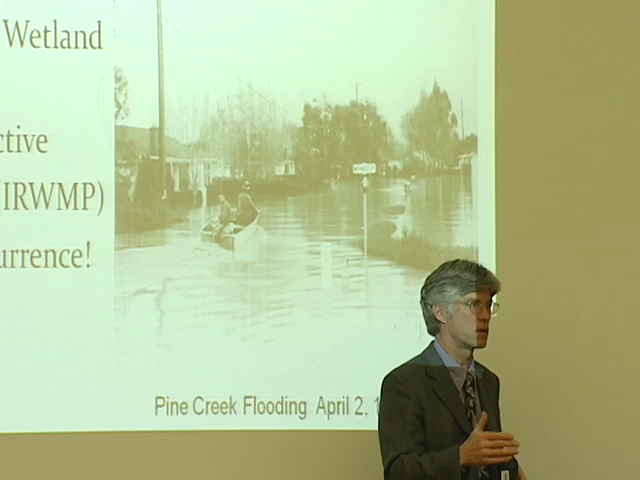 Wetland
ctive
(IRWMP)
urrence!
Pine Creek Flooding April 2, 1